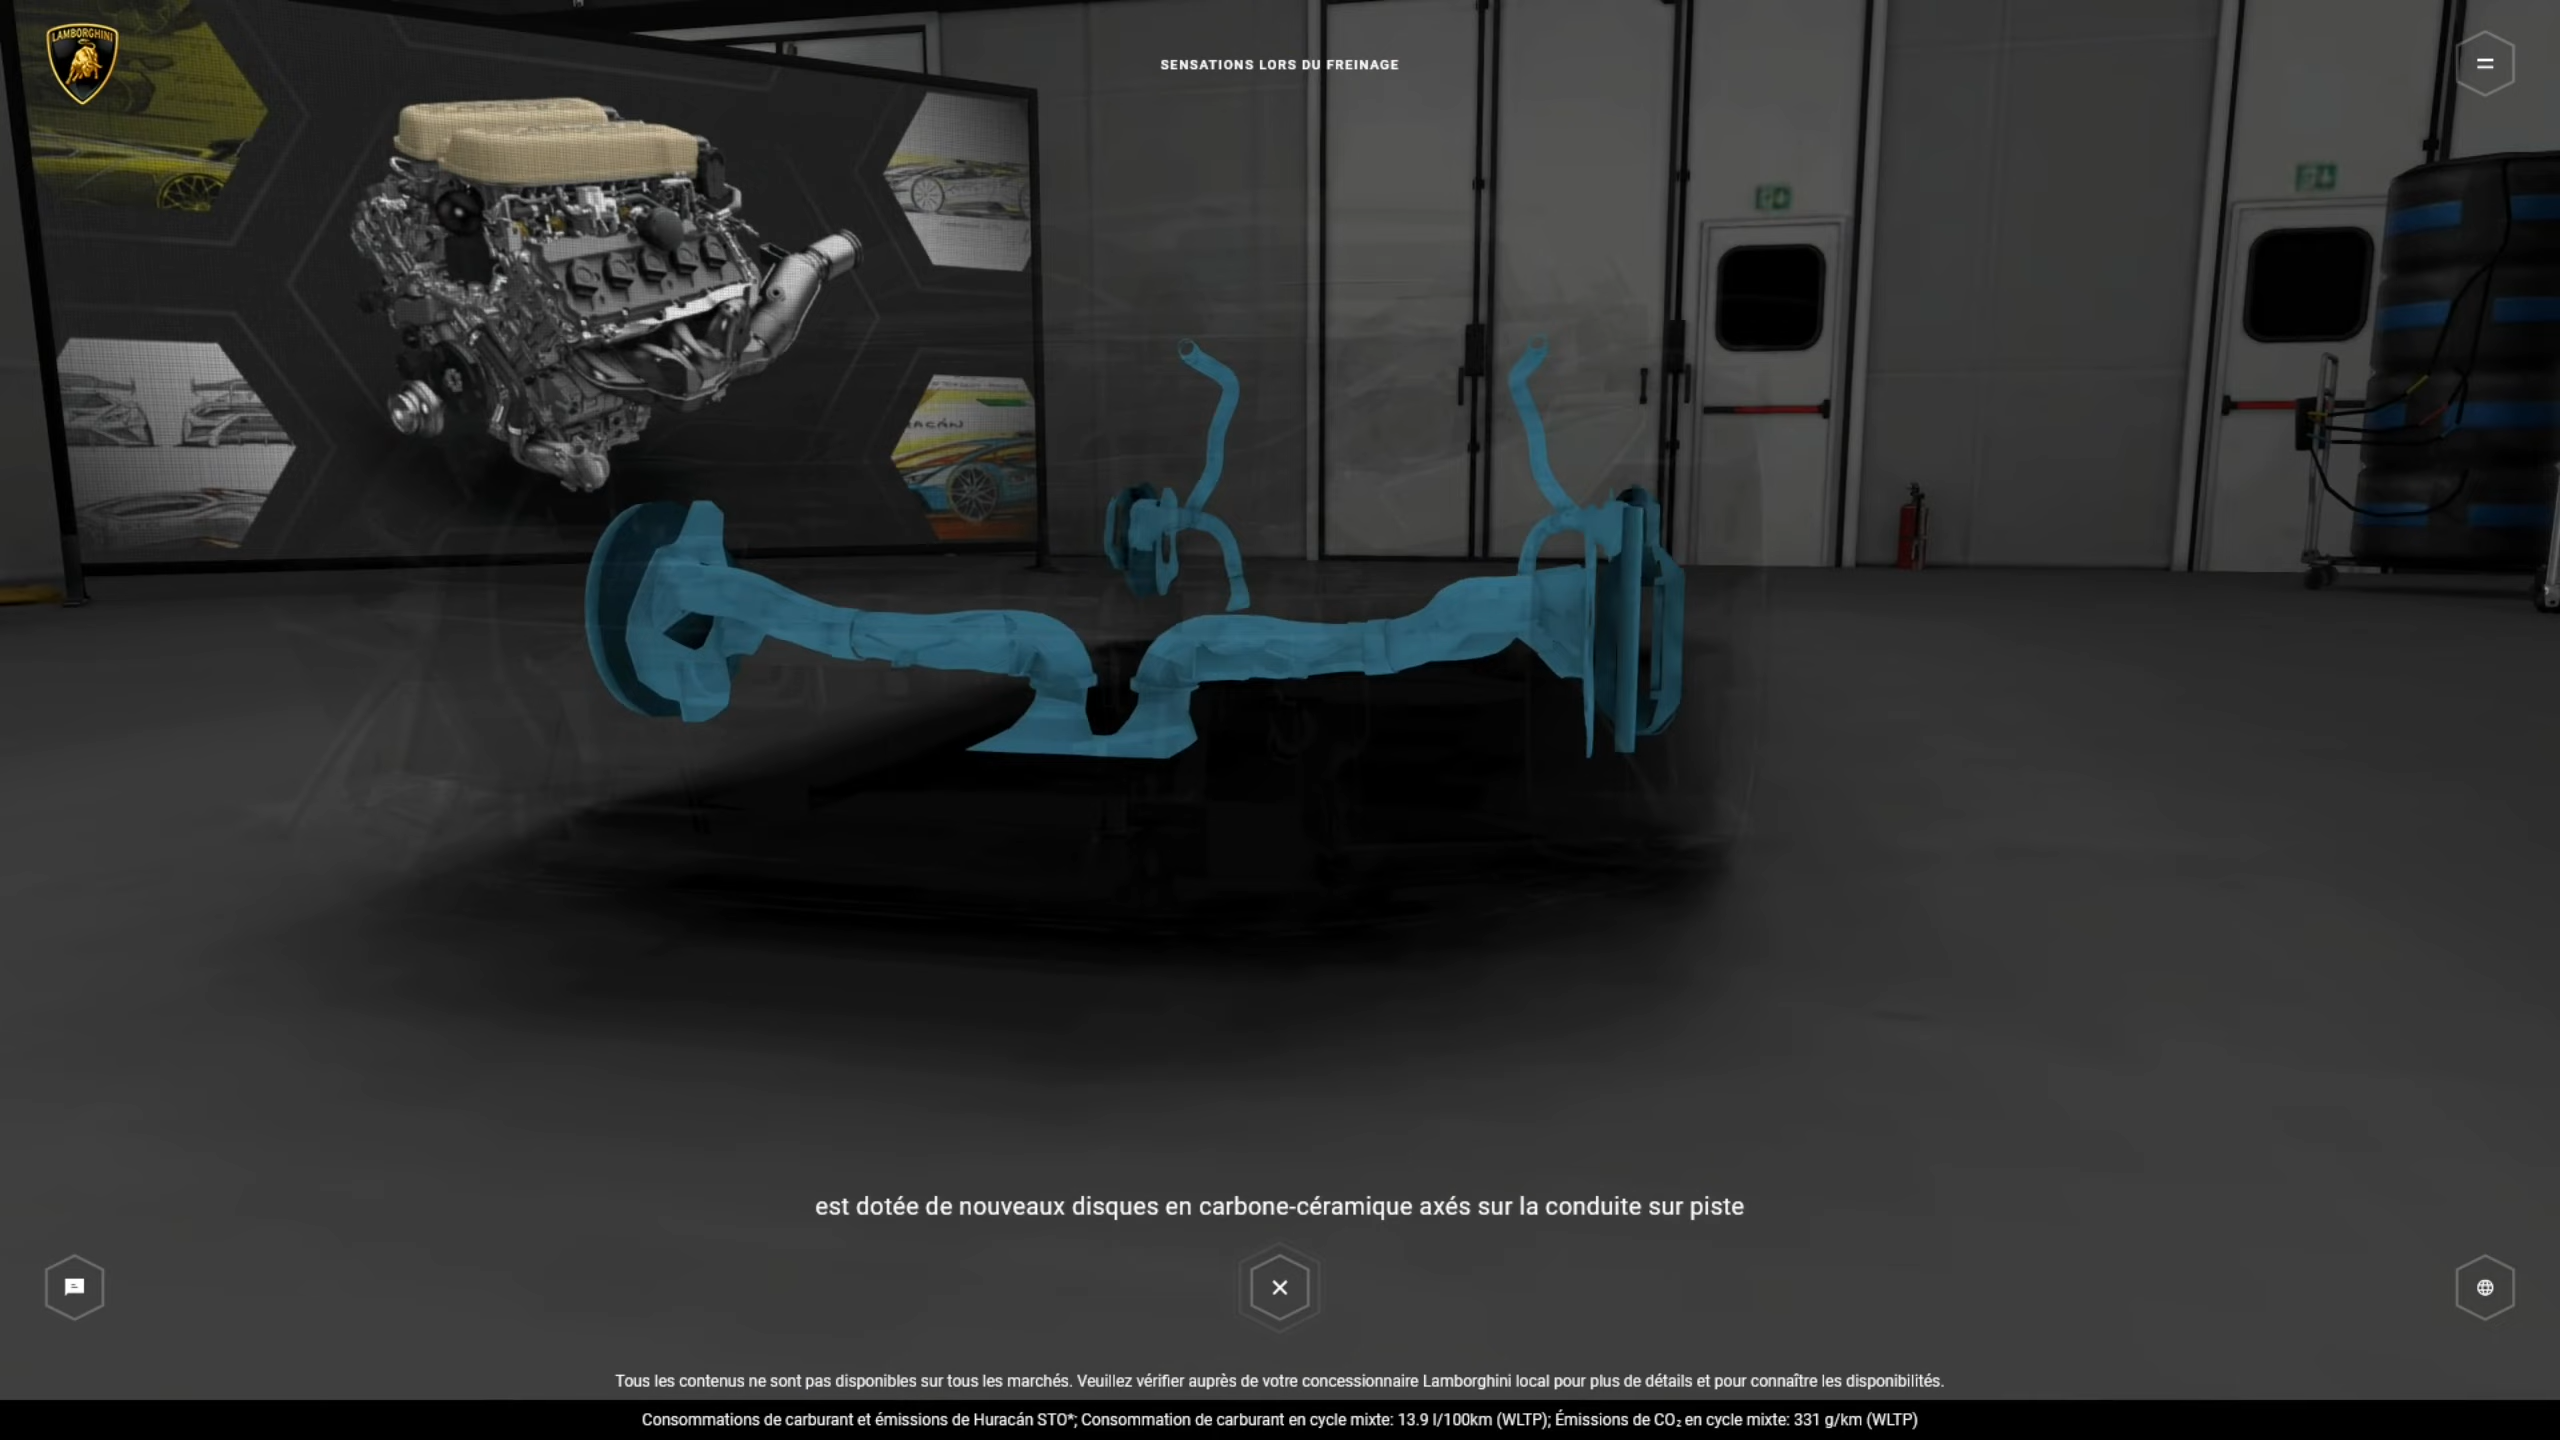 LAMBORGHINI
SENSATIONS LORS DU FREINAGE
est dotée de nouveaux disques en carbone-céramique axés sur la conduite sur piste
Tous les contenus ne sont pas disponibles sur tous les marchés. Veuillez vérifier auprès de votre concessionnaire Lamborghini local pour plus de détails et pour connaître les disponibilités.
Consommations de carburant et émissions de Huracán STO*; Consommation de carburant en cycle mixte: 13.9 l/100km (WLTP); Émissions de CO₂ en cycle mixte: 331 g/km (WLTP)